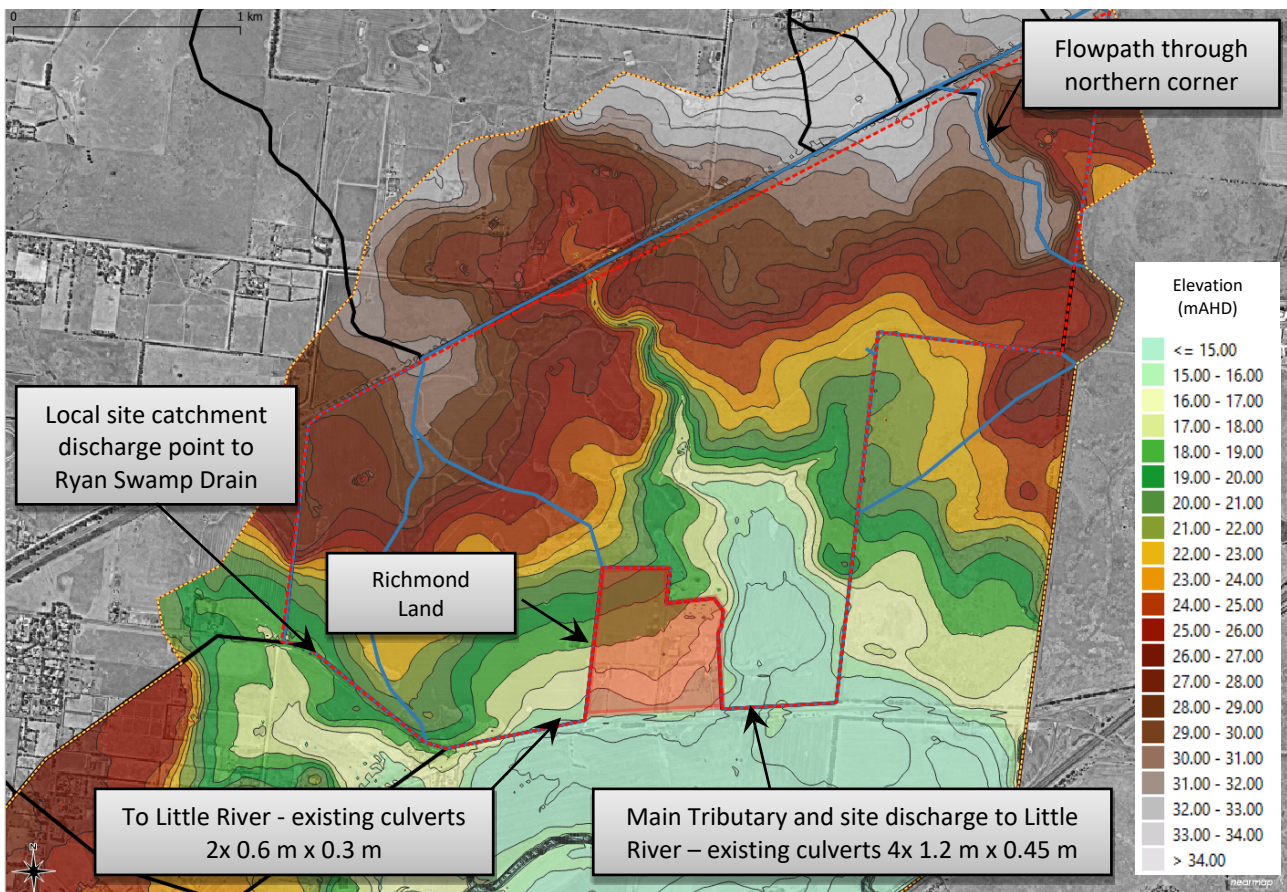 0
1 km
Flowpath through
northern corner
Local site catchment
discharge point to
Ryan Swamp Drain
Richmond
Land
To Little River - existing culverts
2x 0.6 m x 0.3 m
Main Tributary and site discharge to Little
River – existing culverts 4x 1.2 m x 0.45 m
Elevation
(mAHD)
<= 15.00
15.00 - 16.00
16.00 - 17.00
17.00 - 18.00
18.00 - 19.00
19.00 - 20.00
20.00 - 21.00
21.00 - 22.00
22.00 - 23.00
23.00 - 24.00
24.00 - 25.00
25.00 - 26.00
26.00 - 27.00
27.00 - 28.00
28.00 - 29.00
29.00 - 30.00
30.00 - 31.00
31.00 - 32.00
32.00 - 33.00
33.00 - 34.00
> 34.00
N
nearmap